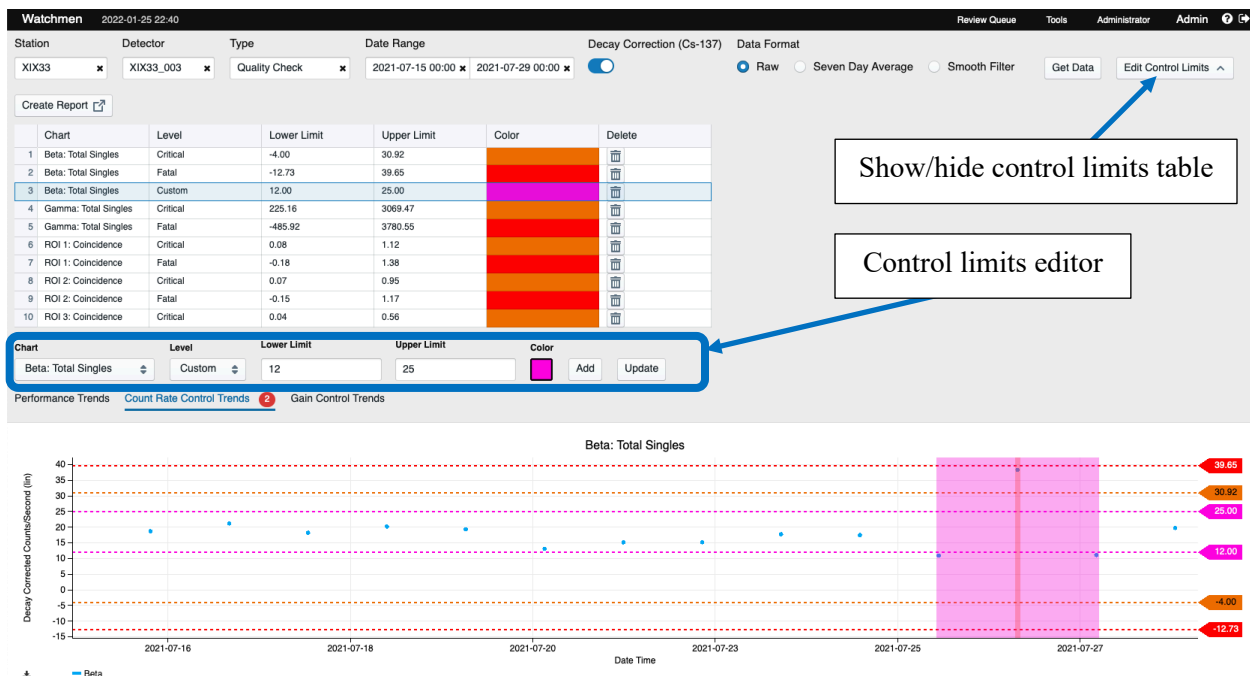 Watchmen 2022-01-25 22:40 Review Queue Tools Administrator Admin ?
Station Detector Type Date Range Decay Correction (Cs-137) Data Format
XIX33 × XIX33_003 × Quality Check × 2021-07-15 00:00 × 2021-07-29 00:00 × Raw Seven Day Average Smooth Filter Get Data Edit Control Limits
Create Report
Chart Level Lower Limit Upper Limit Color Delete
1 Beta: Total Singles Critical -4.00 30.92
2 Beta: Total Singles Fatal -12.73 39.65
3 Beta: Total Singles Custom 12.00 25.00
4 Gamma: Total Singles Critical 225.16 3069.47
5 Gamma: Total Singles Fatal -485.92 3780.55
6 ROI 1: Coincidence Critical 0.08 1.12
7 ROI 1: Coincidence Fatal -0.18 1.38
8 ROI 2: Coincidence Critical 0.07 0.95
9 ROI 2: Coincidence Fatal -0.15 1.17
10 ROI 3: Coincidence Critical 0.04 0.56
Show/hide control limits table
Control limits editor
Chart Level Lower Limit Upper Limit Color
Beta: Total Singles Custom 12 25 Add Update
Performance Trends Count Rate Control Trends 2 Gain Control Trends
Beta: Total Singles
Decay Corrected Counts/Second (lin)
40
35
30
25
20
15
10
5
0
-5
-10
-15
39.65
30.92
25.00
12.00
-4.00
-12.73
2021-07-16 2021-07-18 2021-07-20 2021-07-23 2021-07-25 2021-07-27
Date Time
Beta